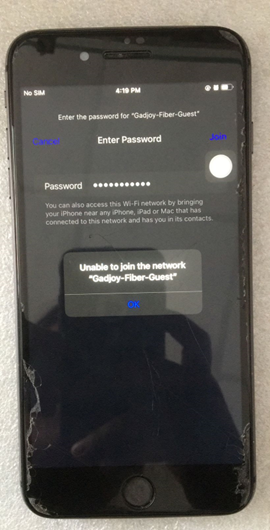 No SIM 4:19 PM
Enter the password for "Gadjoy-Fiber-Guest"
Cancel Enter Password Join
Password ●●●●●●●●●●●
You can also access this Wi-Fi network by bringing
your iPhone near any iPhone, iPad or Mac that has
connected to this network and has you in its contacts.
Unable to join the network
"Gadjoy-Fiber-Guest"
OK